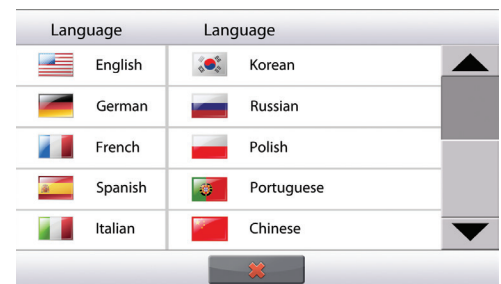 Language Language
English Korean
German Russian
French Polish
Spanish Portuguese
Italian Chinese